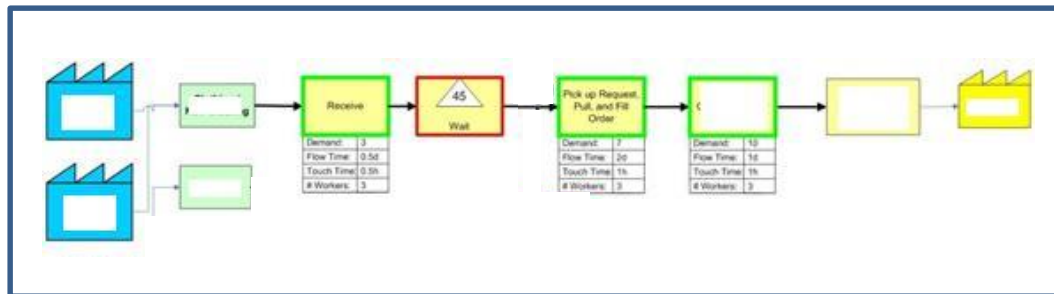 Receive
45
Wait
Pick up Request,
Pull, and Fill
Order
Demand: 3
Flow Time: 0.5d
Touch Time: 0.5h
# Workers: 3
Demand: 7
Flow Time: 2d
Touch Time: 1h
# Workers: 3
Demand: 10
Flow Time: 1d
Touch Time: 1h
# Workers: 3